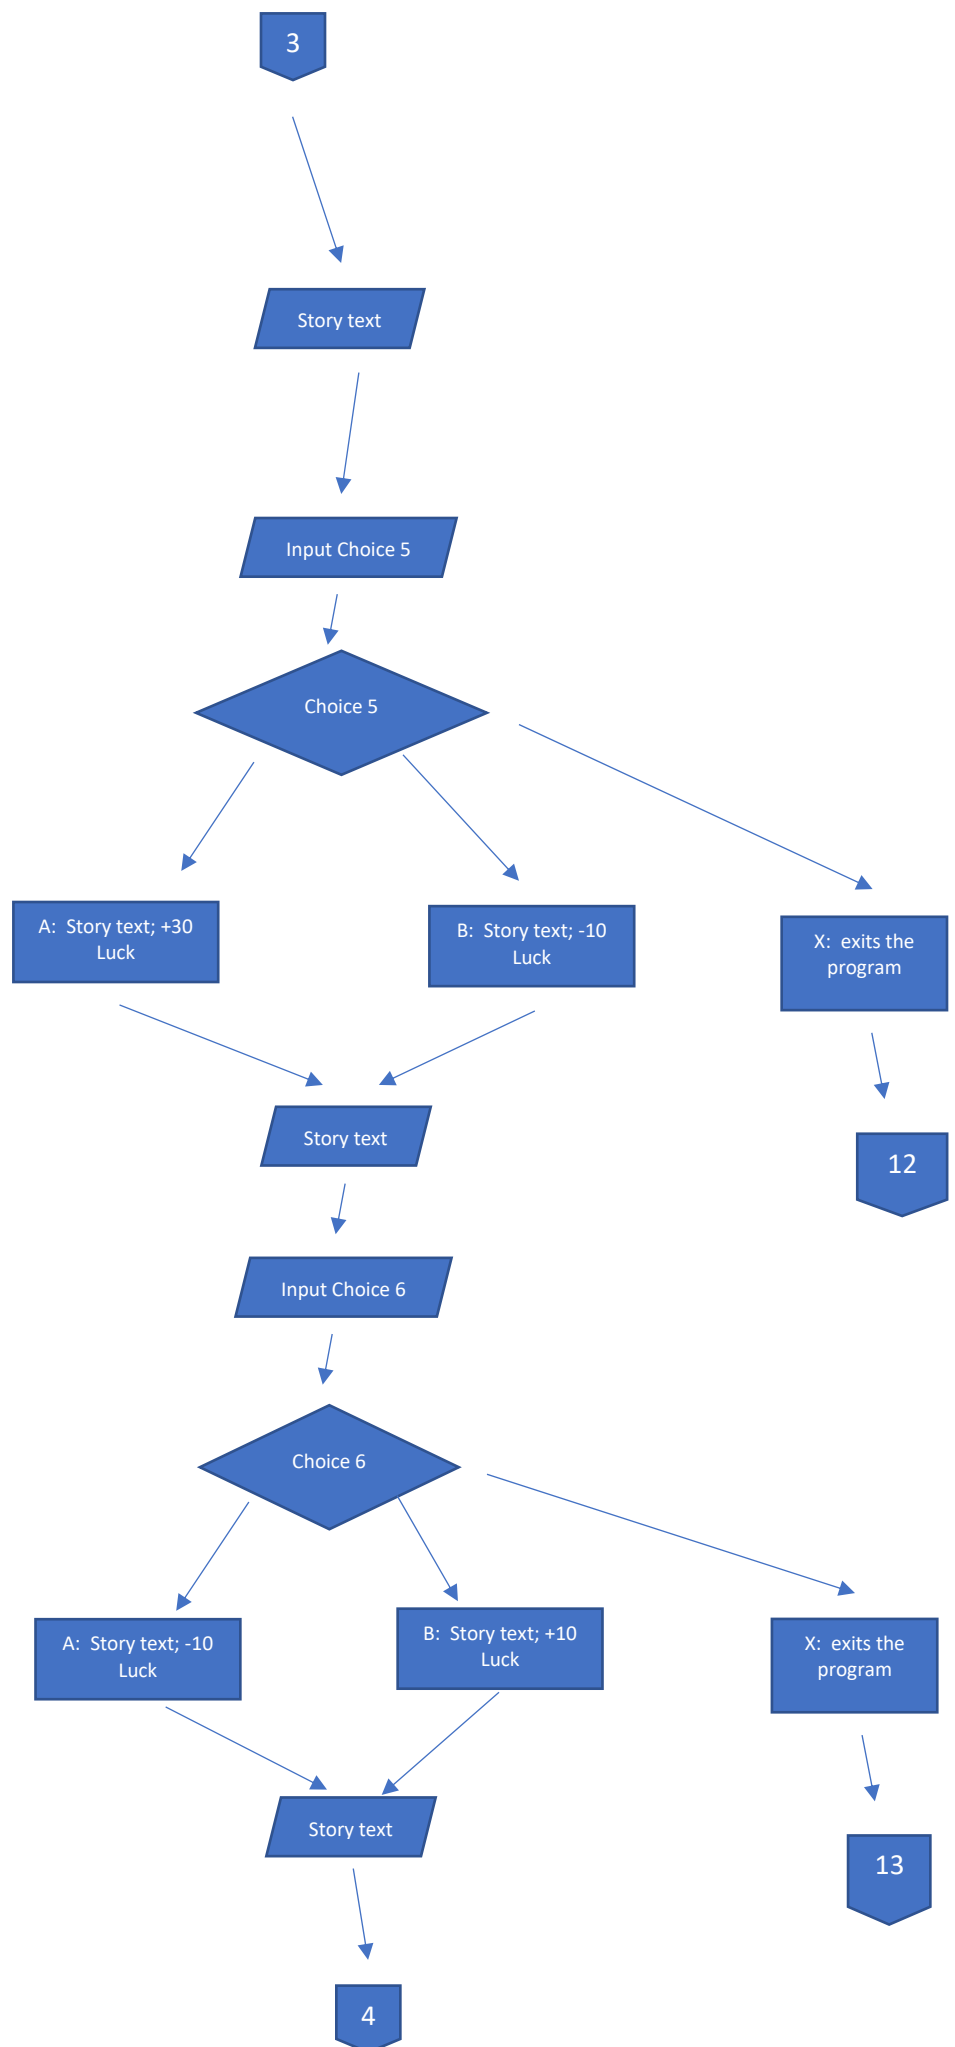 3
Story text
Input Choice 5
Choice 5
A:  Story text; +30
Luck
B:  Story text; -10
Luck
X:  exits the
program
Story text
12
Input Choice 6
Choice 6
A:  Story text; -10
Luck
B:  Story text; +10
Luck
X:  exits the
program
Story text
13
4